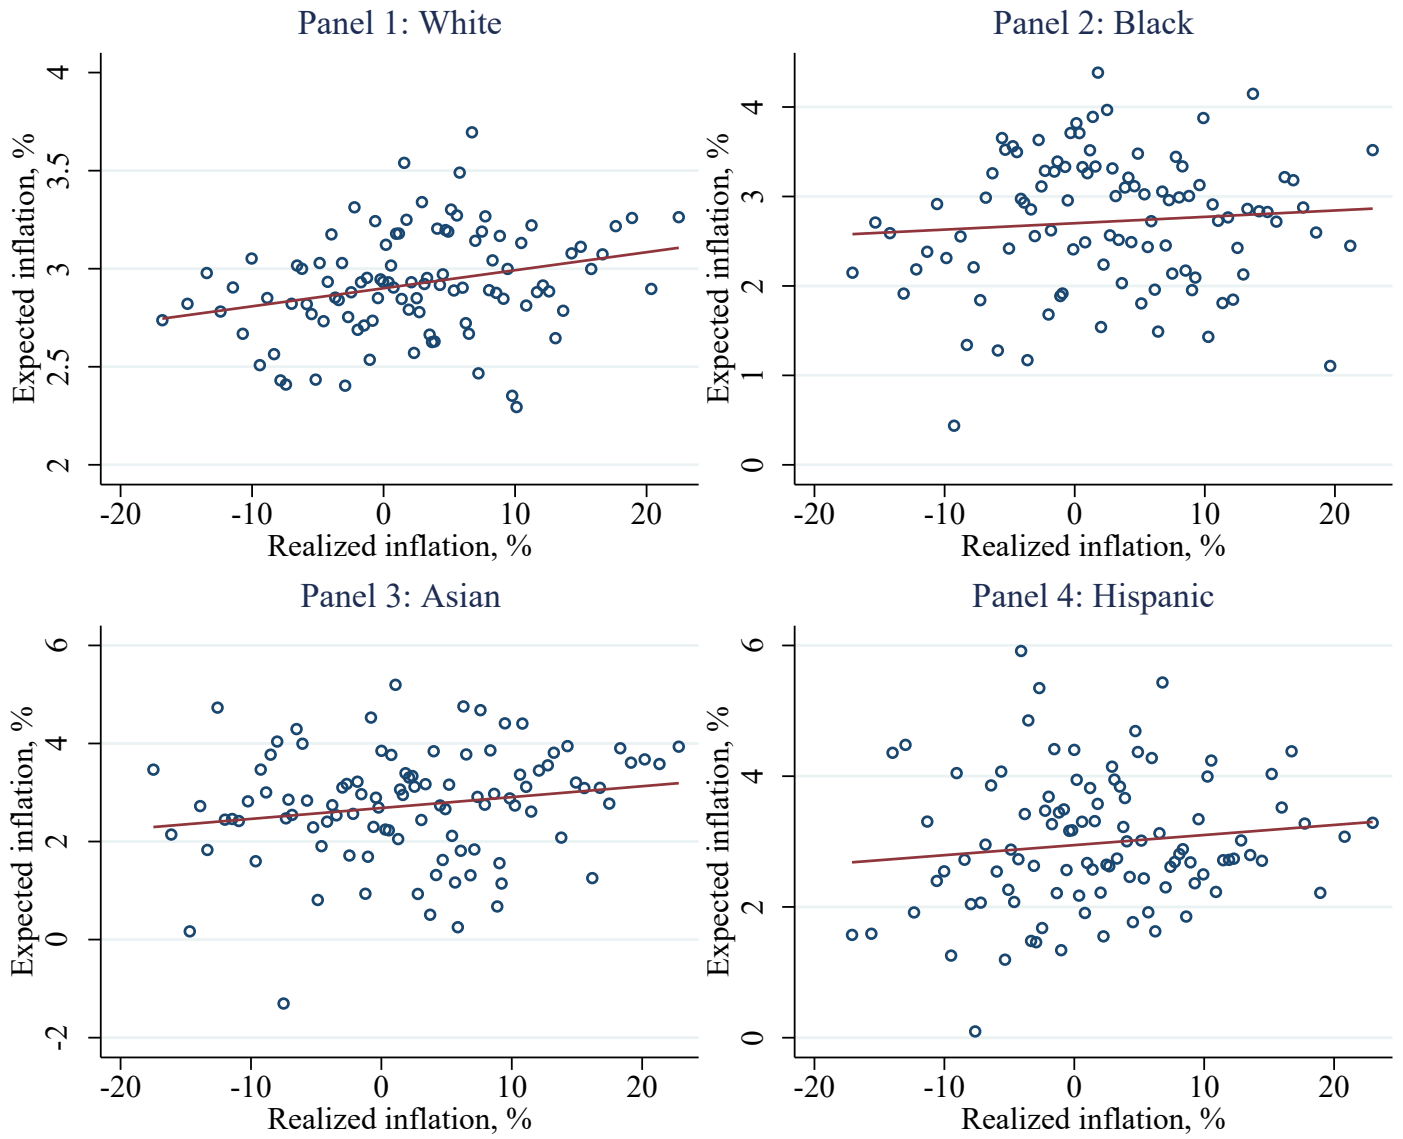 Panel 1: White
Expected inflation, %
4
3.5
3
2.5
2
-20 -10 0 10 20
Realized inflation, %
Panel 2: Black
Expected inflation, %
4
3
2
1
0
-20 -10 0 10 20
Realized inflation, %
Panel 3: Asian
Expected inflation, %
6
4
2
0
-2
-20 -10 0 10 20
Realized inflation, %
Panel 4: Hispanic
Expected inflation, %
6
4
2
0
-20 -10 0 10 20
Realized inflation, %